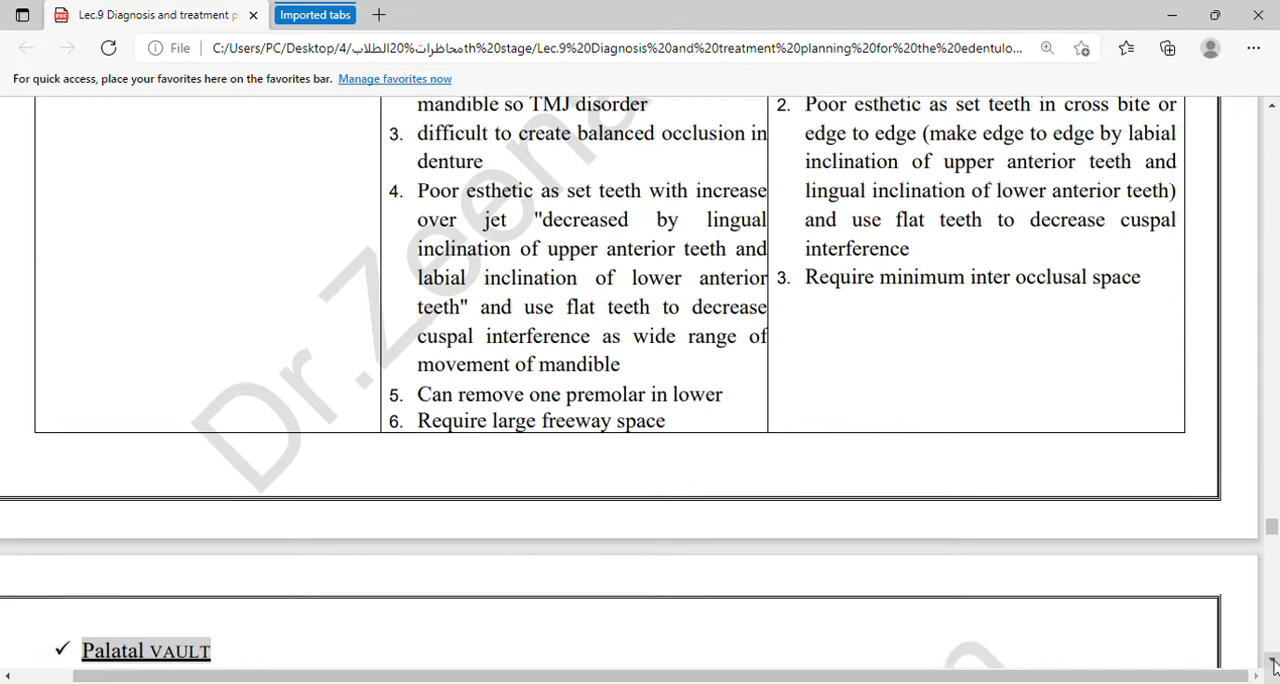 Lec.9 Diagnosis and treatment p
Imported tabs
File
C:/Users/PC/Desktop/4/محاظرات%20الطلاب/th%20stage/Lec.9%20Diagnosis%20and%20treatment%20planning%20for%20the%20edentulo...
For quick access, place your favorites here on the favorites bar. Manage favorites now
mandible so TMJ disorder
3. difficult to create balanced occlusion in
denture
4. Poor esthetic as set teeth with increase
over jet "decreased by lingual
inclination of upper anterior teeth and
labial inclination of lower anterior
teeth" and use flat teeth to decrease
cuspal interference as wide range of
movement of mandible
5. Can remove one premolar in lower
6. Require large freeway space
2. Poor esthetic as set teeth in cross bite or
edge to edge (make edge to edge by labial
inclination of upper anterior teeth and
lingual inclination of lower anterior teeth)
and use flat teeth to decrease cuspal
interference
3. Require minimum inter occlusal space
Dr.Zeena
✓ Palatal VAULT